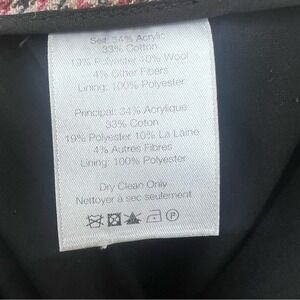 Self: 34% Acrylic
33% Cotton
19% Polyester 10% Wool
4% Other Fibers
Lining: 100% Polyester
Principal: 34% Acrylique
33% Coton
19% Polyester 10% La Laine
4% Autres Fibres
Lining: 100% Polyester
Dry Clean Only
Nettoyer à sec seulement
P